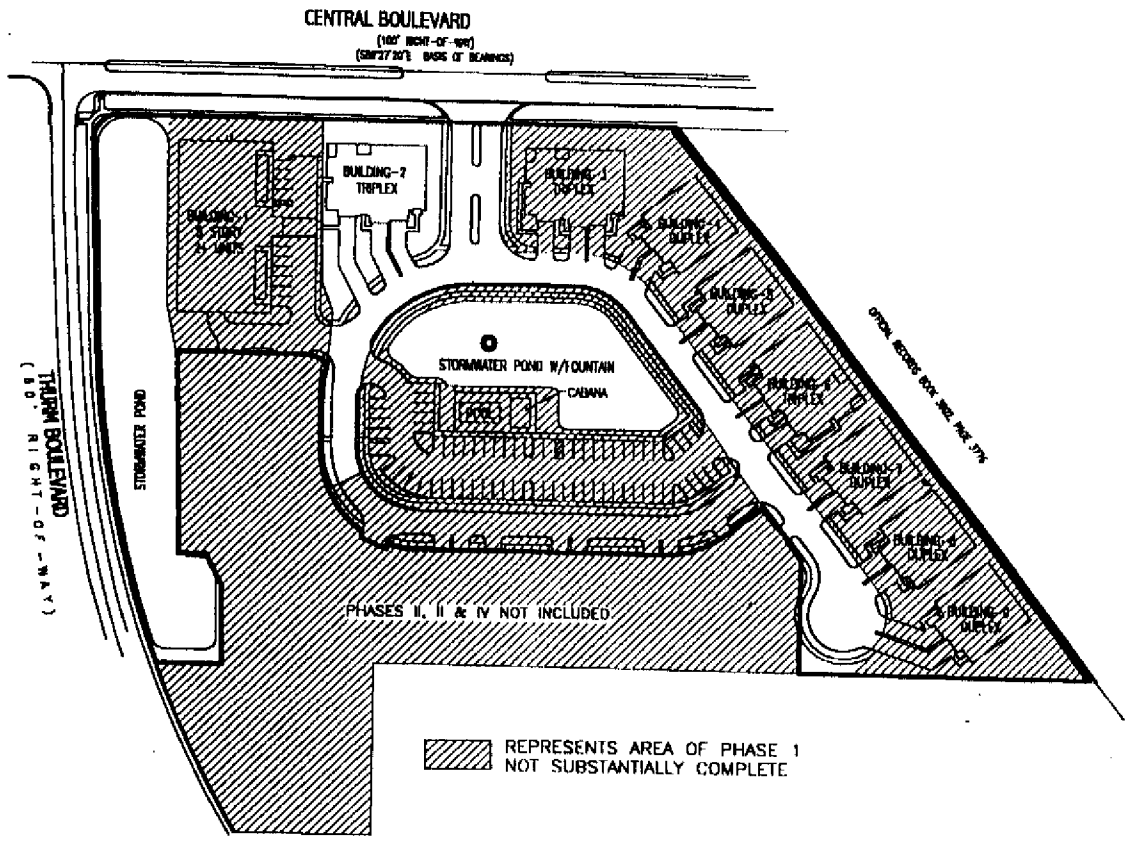 CENTRAL BOULEVARD
(100' RIGHT-OF-WAY)
BASIS OF BEARINGS)
BUILDING-2
TRIPLEX
BUILDING-3
TRIPLEX
BUILDING-1
3 STORY
UNITS
BUILDING-4
DUPLEX
BUILDING-5
DUPLEX
STORMWATER POND W/FOUNTAIN
CABANA
POOL
BUILDING-6
TRIPLEX
BUILDING-7
DUPLEX
BUILDING-8
DUPLEX
BUILDING-9
DUPLEX
OFFICIAL RECORDS BOOK PAGE
STORMWATER POND
THURM BOULEVARD
(60' RIGHT-OF-WAY)
PHASES II, II & IV NOT INCLUDED
REPRESENTS AREA OF PHASE 1
NOT SUBSTANTIALLY COMPLETE